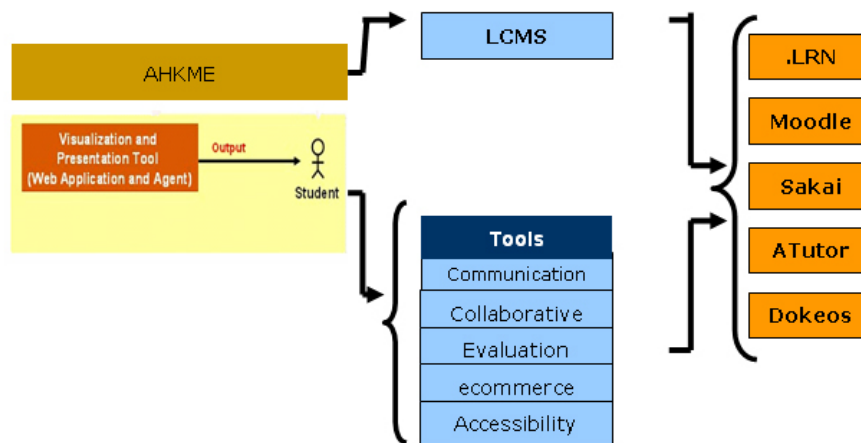 AHKME
Visualization and
Presentation Tool
(Web Application and Agent)
Output
Student
LCMS
Tools
Communication
Collaborative
Evaluation
ecommerce
Accessibility
.LRN
Moodle
Sakai
ATutor
Dokeos